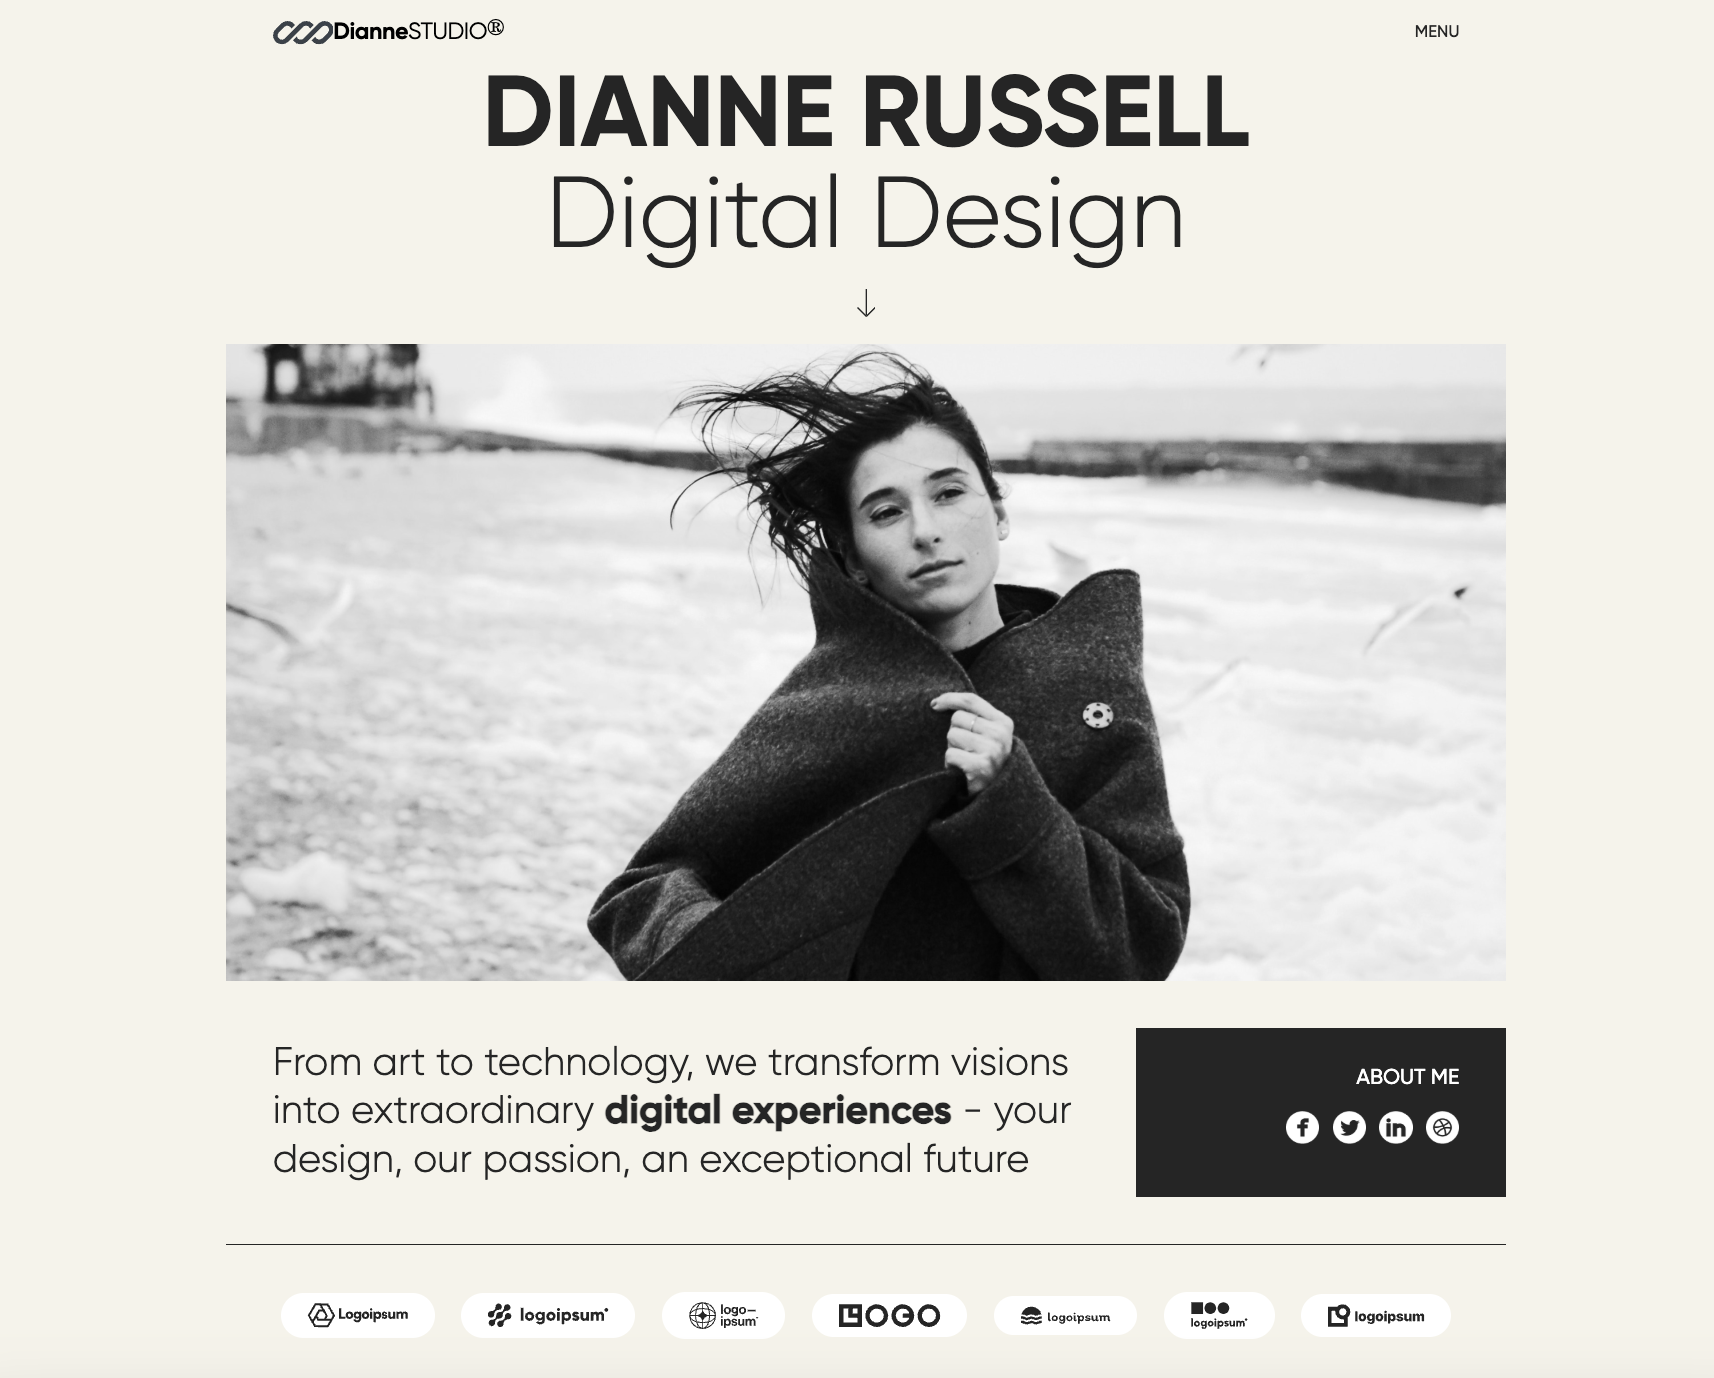 DianneSTUDIO®
MENU
DIANNE RUSSELL
Digital Design
From art to technology, we transform visions
into extraordinary digital experiences - your
design, our passion, an exceptional future
ABOUT ME
Logoipsum
logoipsum
logo—
ipsum
LOGO
logoipsum
logoipsum
logoipsum